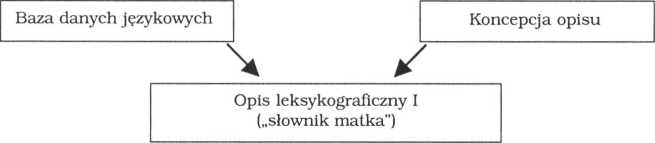 Baza danych językowych
Koncepcja opisu
Opis leksykograficzny I
(„słownik matka”)